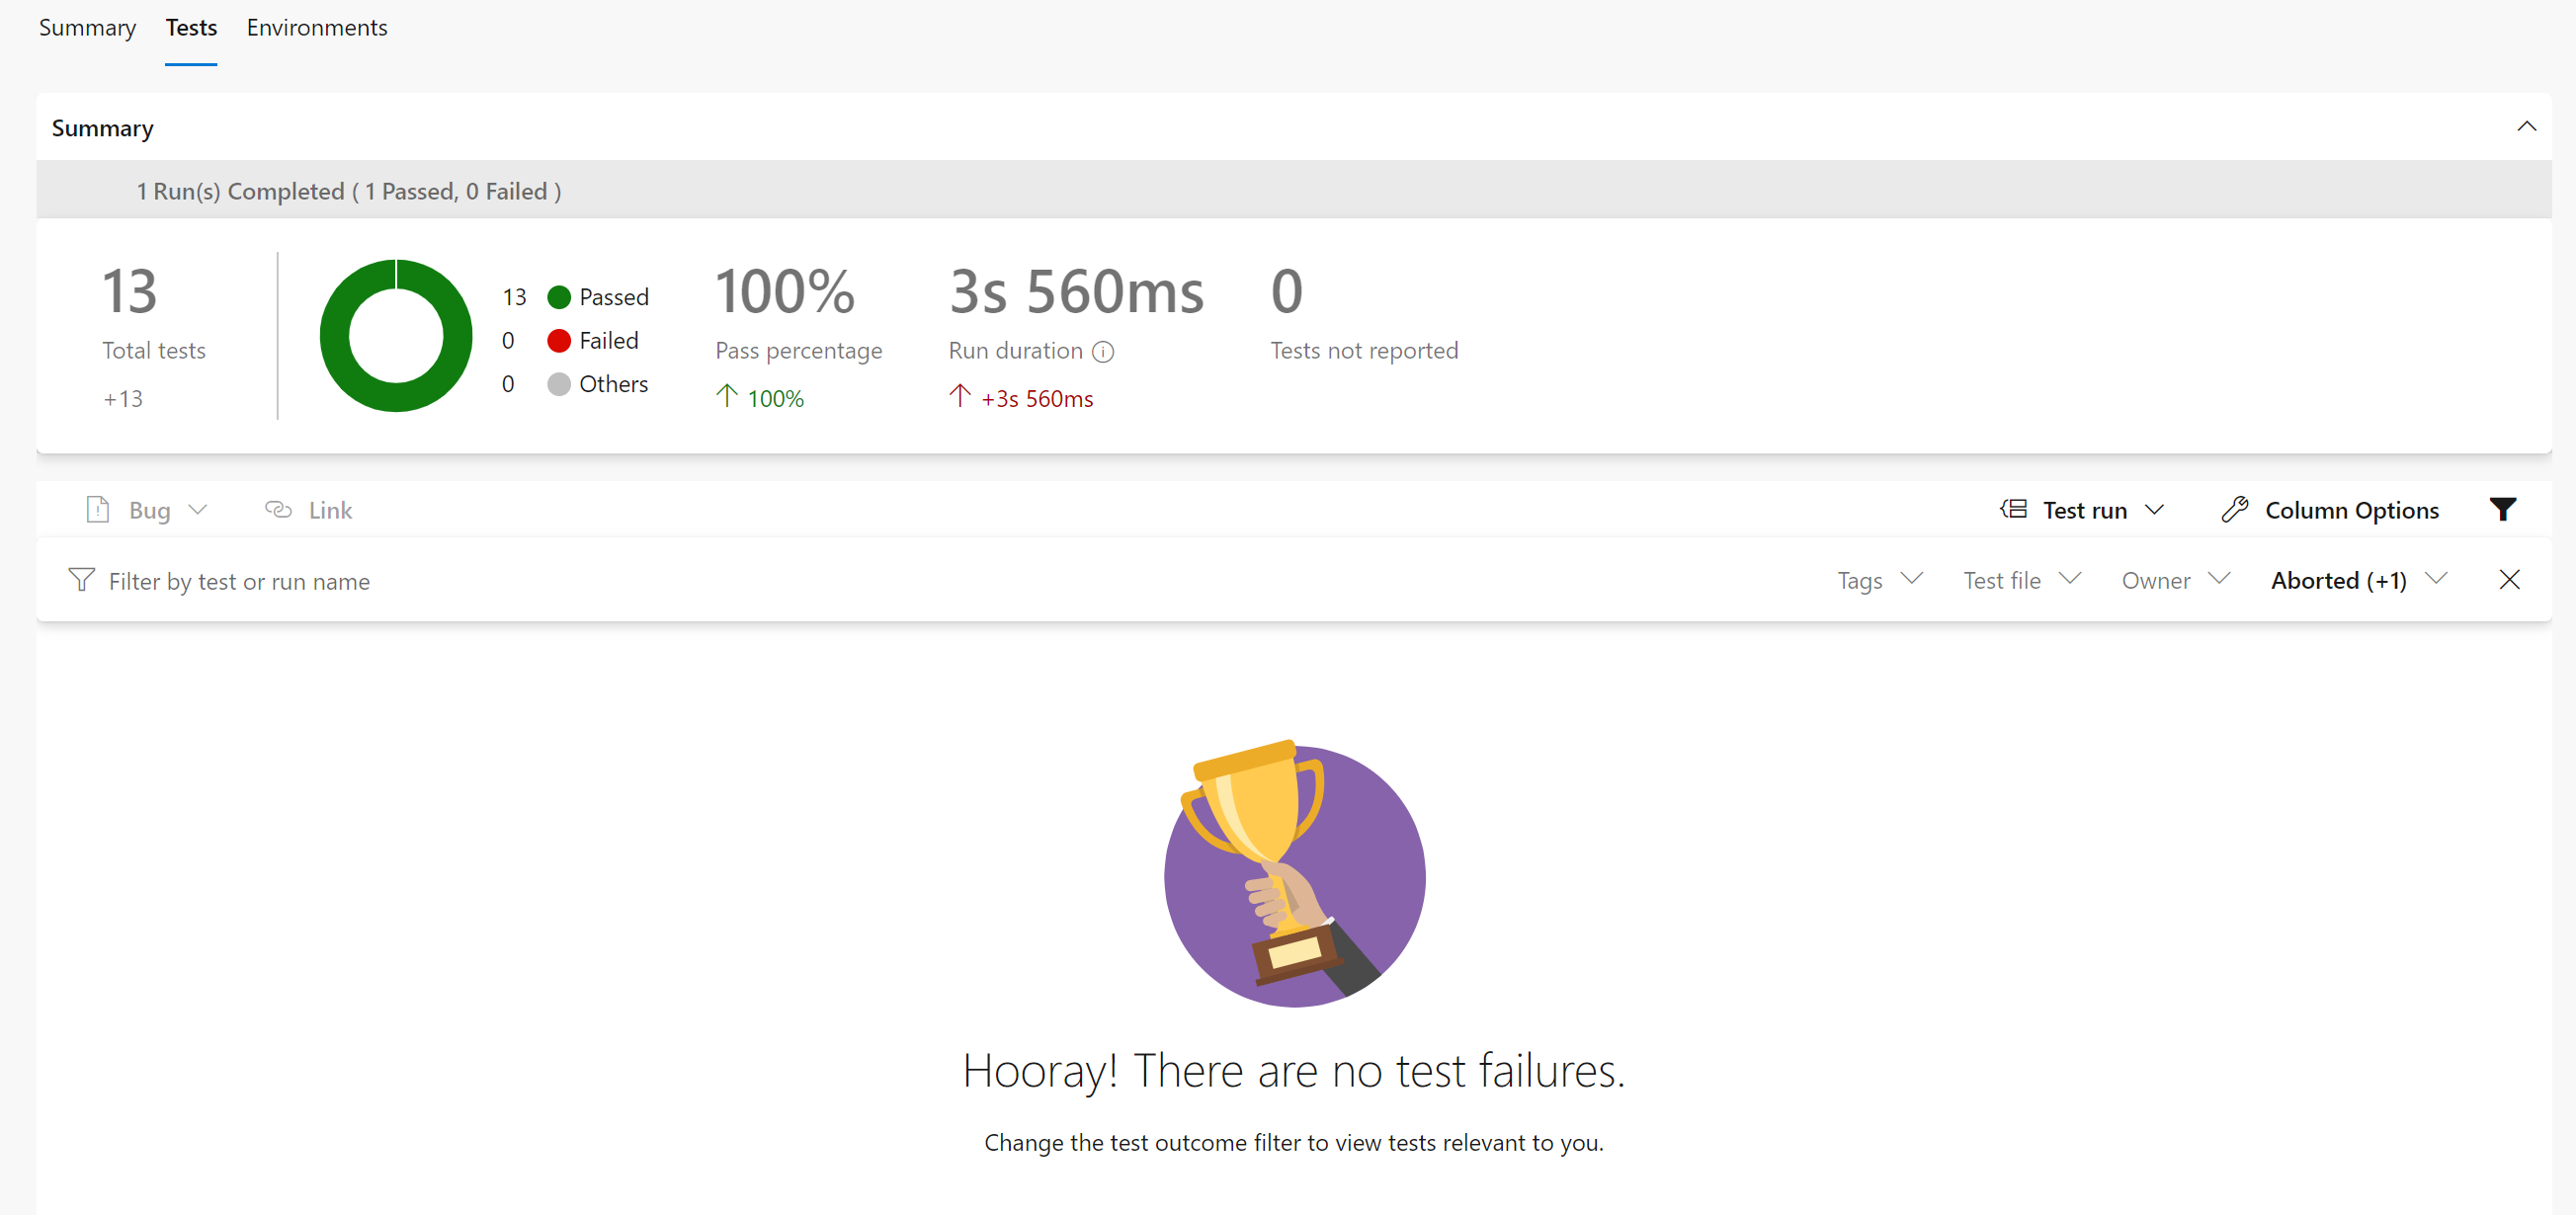 Summary Tests Environments
Summary
1 Run(s) Completed ( 1 Passed, 0 Failed )
13
Total tests
+13
13 Passed
0 Failed
0 Others
100%
Pass percentage
100%
3s 560ms
Run duration
+3s 560ms
0
Tests not reported
Bug Link Test run Column Options
Filter by test or run name Tags Test file Owner Aborted (+1)
Hooray! There are no test failures.
Change the test outcome filter to view tests relevant to you.